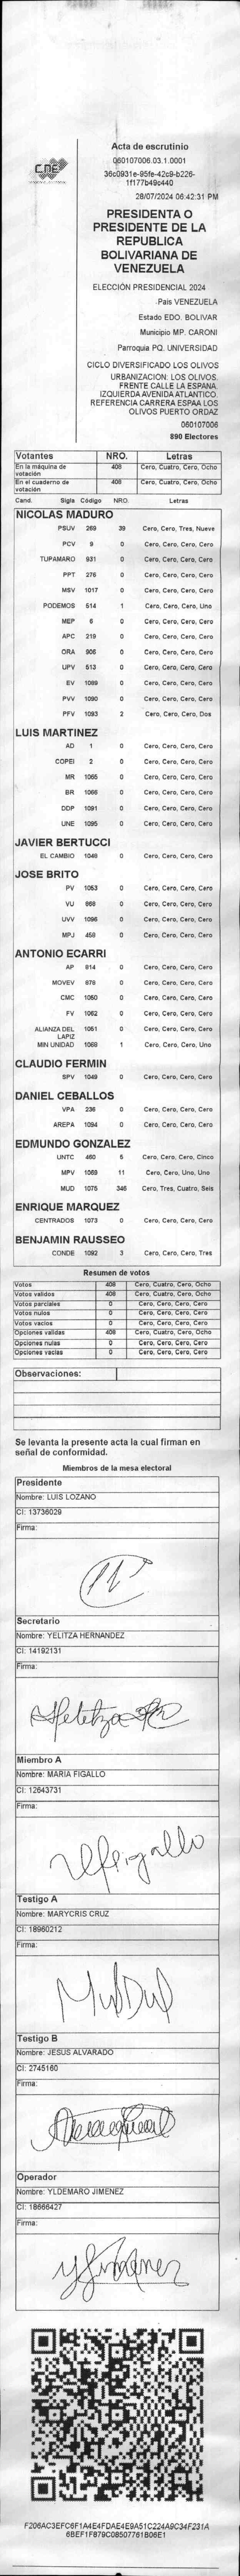 CNE
Acta de escrutinio
060107006.03.1.0001
36c0931e-95fe-42c9-b226-
1f177b49c440
28/07/2024 06:42:31 PM
PRESIDENTA O
PRESIDENTE DE LA
REPUBLICA
BOLIVARIANA DE
VENEZUELA
ELECCIÓN PRESIDENCIAL 2024
País VENEZUELA
Estado EDO. BOLIVAR
Municipio MP. CARONI
Parroquia PQ. UNIVERSIDAD
CICLO DIVERSIFICADO LOS OLIVOS
URBANIZACION: LOS OLIVOS.
FRENTE CALLE LA ESPANA.
IZQUIERDA AVENIDA ATLANTICO.
REFERENCIA CARRERA ESPAA LOS
OLIVOS PUERTO ORDAZ
060107006
890 Electores
Votantes NRO. Letras
En la máquina de votación 408 Cero, Cuatro, Cero, Ocho
En el cuaderno de votación 408 Cero, Cuatro, Cero, Ocho
Cand. Sigla Código NRO. Letras
NICOLAS MADURO
PSUV 269 39 Cero, Cero, Tres, Nueve
PCV 9 0 Cero, Cero, Cero, Cero
TUPAMARO 931 0 Cero, Cero, Cero, Cero
PPT 276 0 Cero, Cero, Cero, Cero
MSV 1017 0 Cero, Cero, Cero, Cero
PODEMOS 514 1 Cero, Cero, Cero, Uno
MEP 6 0 Cero, Cero, Cero, Cero
APC 219 0 Cero, Cero, Cero, Cero
ORA 906 0 Cero, Cero, Cero, Cero
UPV 513 0 Cero, Cero, Cero, Cero
EV 1089 0 Cero, Cero, Cero, Cero
PVV 1090 0 Cero, Cero, Cero, Cero
PFV 1093 2 Cero, Cero, Cero, Dos
LUIS MARTINEZ
AD 1 0 Cero, Cero, Cero, Cero
COPEI 2 0 Cero, Cero, Cero, Cero
MR 1065 0 Cero, Cero, Cero, Cero
BR 1066 0 Cero, Cero, Cero, Cero
DDP 1091 0 Cero, Cero, Cero, Cero
UNE 1095 0 Cero, Cero, Cero, Cero
JAVIER BERTUCCI
EL CAMBIO 1048 0 Cero, Cero, Cero, Cero
JOSE BRITO
PV 1053 0 Cero, Cero, Cero, Cero
VU 868 0 Cero, Cero, Cero, Cero
UVV 1096 0 Cero, Cero, Cero, Cero
MPJ 458 0 Cero, Cero, Cero, Cero
ANTONIO ECARRI
AP 814 0 Cero, Cero, Cero, Cero
MOVEV 878 0 Cero, Cero, Cero, Cero
CMC 1050 0 Cero, Cero, Cero, Cero
FV 1052 0 Cero, Cero, Cero, Cero
ALIANZA DEL LAPIZ 1051 0 Cero, Cero, Cero, Cero
MIN UNIDAD 1068 1 Cero, Cero, Cero, Uno
CLAUDIO FERMIN
SPV 1049 0 Cero, Cero, Cero, Cero
DANIEL CEBALLOS
VPA 236 0 Cero, Cero, Cero, Cero
AREPA 1094 0 Cero, Cero, Cero, Cero
EDMUNDO GONZALEZ
UNTC 460 5 Cero, Cero, Cero, Cinco
MPV 1059 11 Cero, Cero, Uno, Uno
MUD 1075 346 Cero, Tres, Cuatro, Seis
ENRIQUE MARQUEZ
CENTRADOS 1073 0 Cero, Cero, Cero, Cero
BENJAMIN RAUSSEO
CONDE 1092 3 Cero, Cero, Cero, Tres
Resumen de votos
Votos 408 Cero, Cuatro, Cero, Ocho
Votos validos 408 Cero, Cuatro, Cero, Ocho
Votos parciales 0 Cero, Cero, Cero, Cero
Votos nulos 0 Cero, Cero, Cero, Cero
Votos vacios 0 Cero, Cero, Cero, Cero
Opciones validas 408 Cero, Cuatro, Cero, Ocho
Opciones nulas 0 Cero, Cero, Cero, Cero
Opciones vacias 0 Cero, Cero, Cero, Cero
Observaciones:
Se levanta la presente acta la cual firman en
señal de conformidad.
Miembros de la mesa electoral
Presidente
Nombre: LUIS LOZANO
CI: 13736029
Firma:
Secretario
Nombre: YELITZA HERNANDEZ
CI: 14192131
Firma:
Miembro A
Nombre: MARIA FIGALLO
CI: 12643731
Firma:
Testigo A
Nombre: MARYCRIS CRUZ
CI: 18960212
Firma:
Testigo B
Nombre: JESUS ALVARADO
CI: 2745160
Firma:
Operador
Nombre: YLDEMARO JIMENEZ
CI: 18666427
Firma:
F206AC3EFC6F1A4E4FDAE4E9A51C224A9C34F231A
6BEF1F879C08507761B06E1